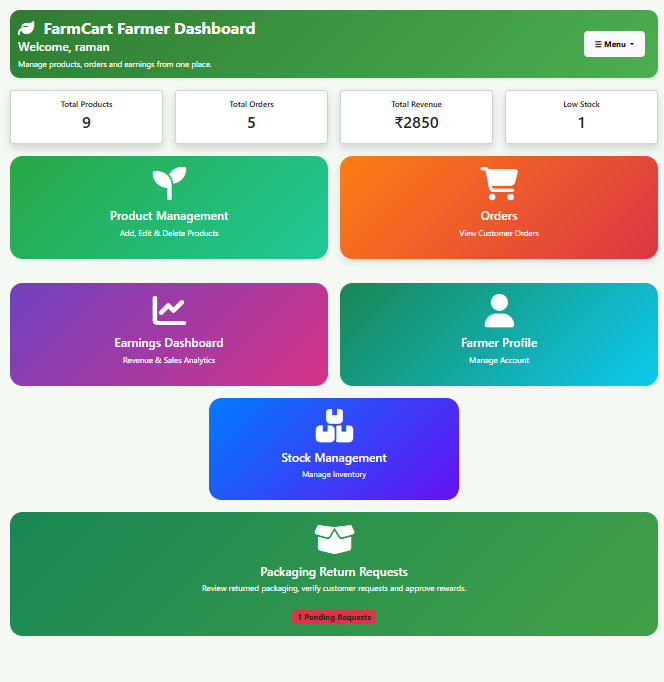 FarmCart Farmer Dashboard
Welcome, raman
Manage products, orders and earnings from one place.
☰ Menu
Total Products
9
Total Orders
5
Total Revenue
₹2850
Low Stock
1
Product Management
Add, Edit & Delete Products
Orders
View Customer Orders
Earnings Dashboard
Revenue & Sales Analytics
Farmer Profile
Manage Account
Stock Management
Manage Inventory
Packaging Return Requests
Review returned packaging, verify customer requests and approve rewards.
1 Pending Requests